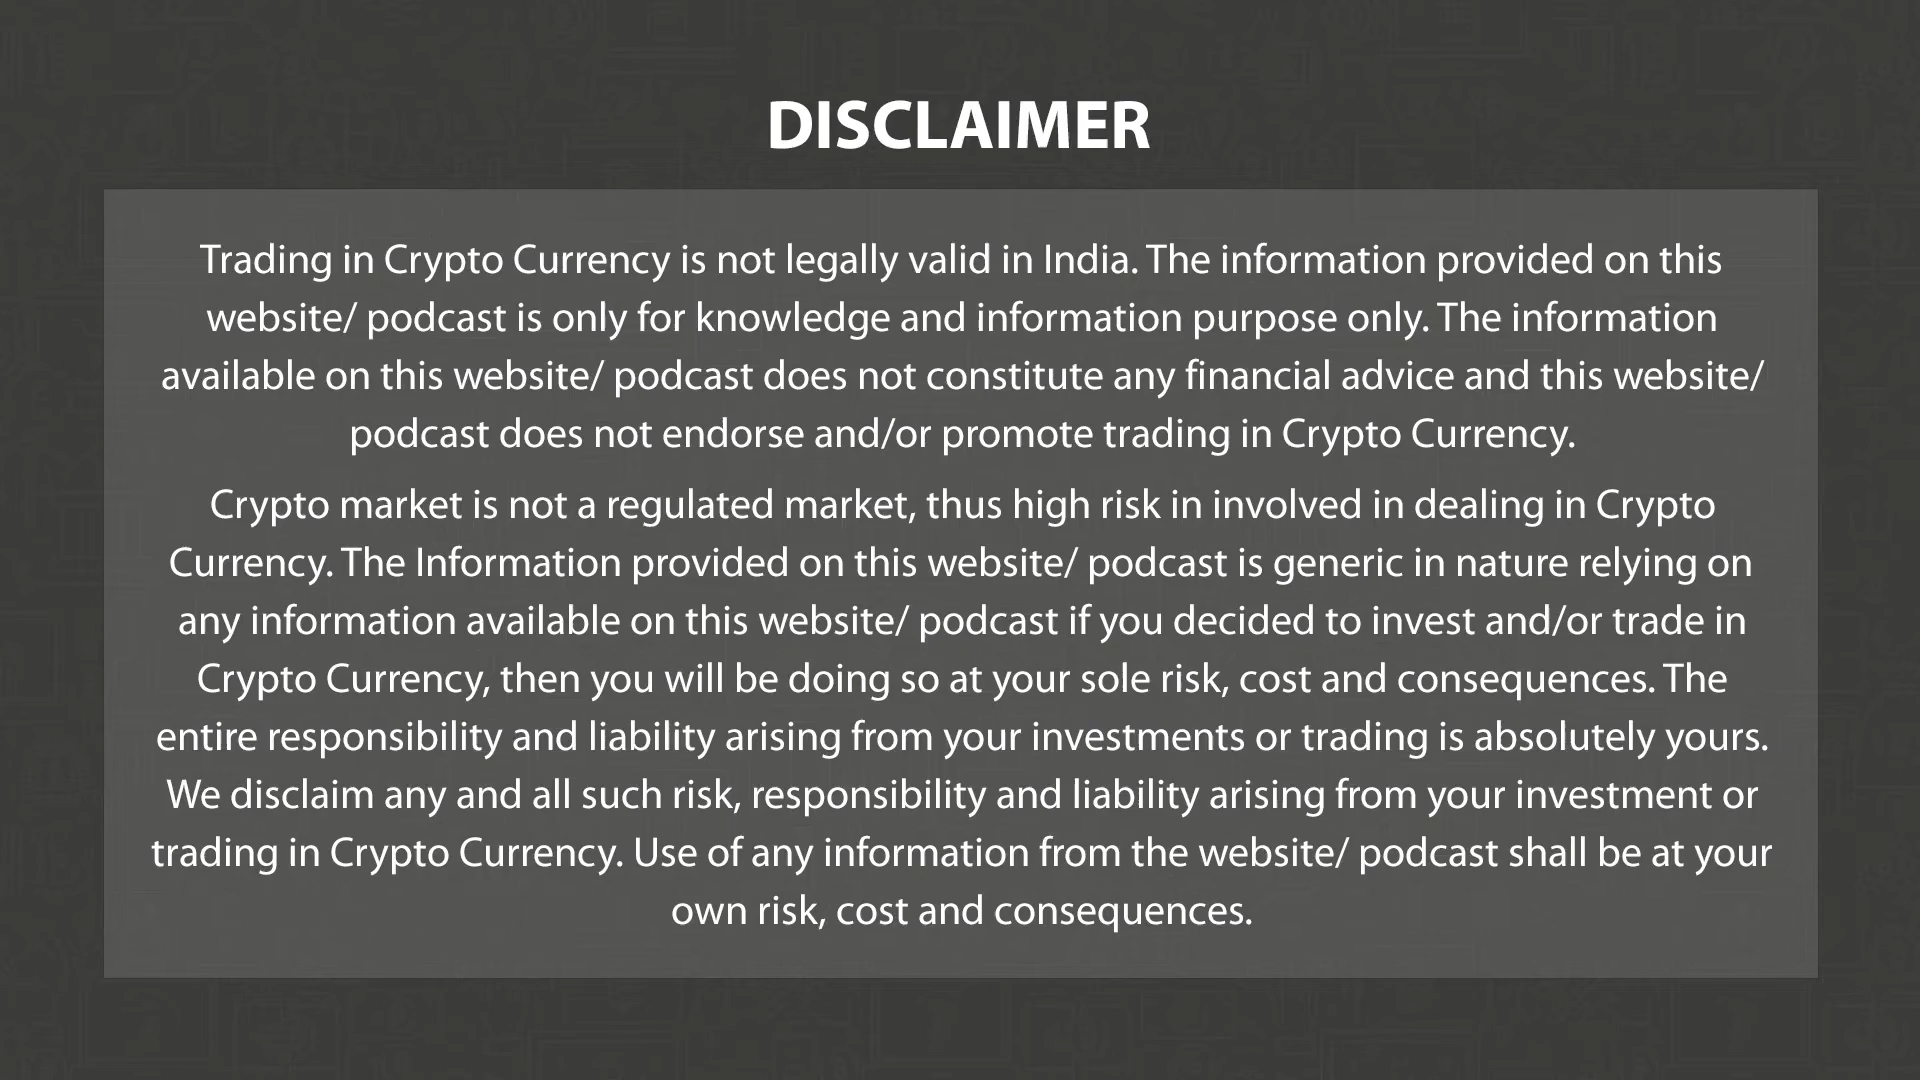 DISCLAIMER
Trading in Crypto Currency is not legally valid in India. The information provided on this
website/ podcast is only for knowledge and information purpose only. The information
available on this website/ podcast does not constitute any financial advice and this website/
podcast does not endorse and/or promote trading in Crypto Currency.
Crypto market is not a regulated market, thus high risk in involved in dealing in Crypto
Currency. The Information provided on this website/ podcast is generic in nature relying on
any information available on this website/ podcast if you decided to invest and/or trade in
Crypto Currency, then you will be doing so at your sole risk, cost and consequences. The
entire responsibility and liability arising from your investments or trading is absolutely yours.
We disclaim any and all such risk, responsibility and liability arising from your investment or
trading in Crypto Currency. Use of any information from the website/ podcast shall be at your
own risk, cost and consequences.